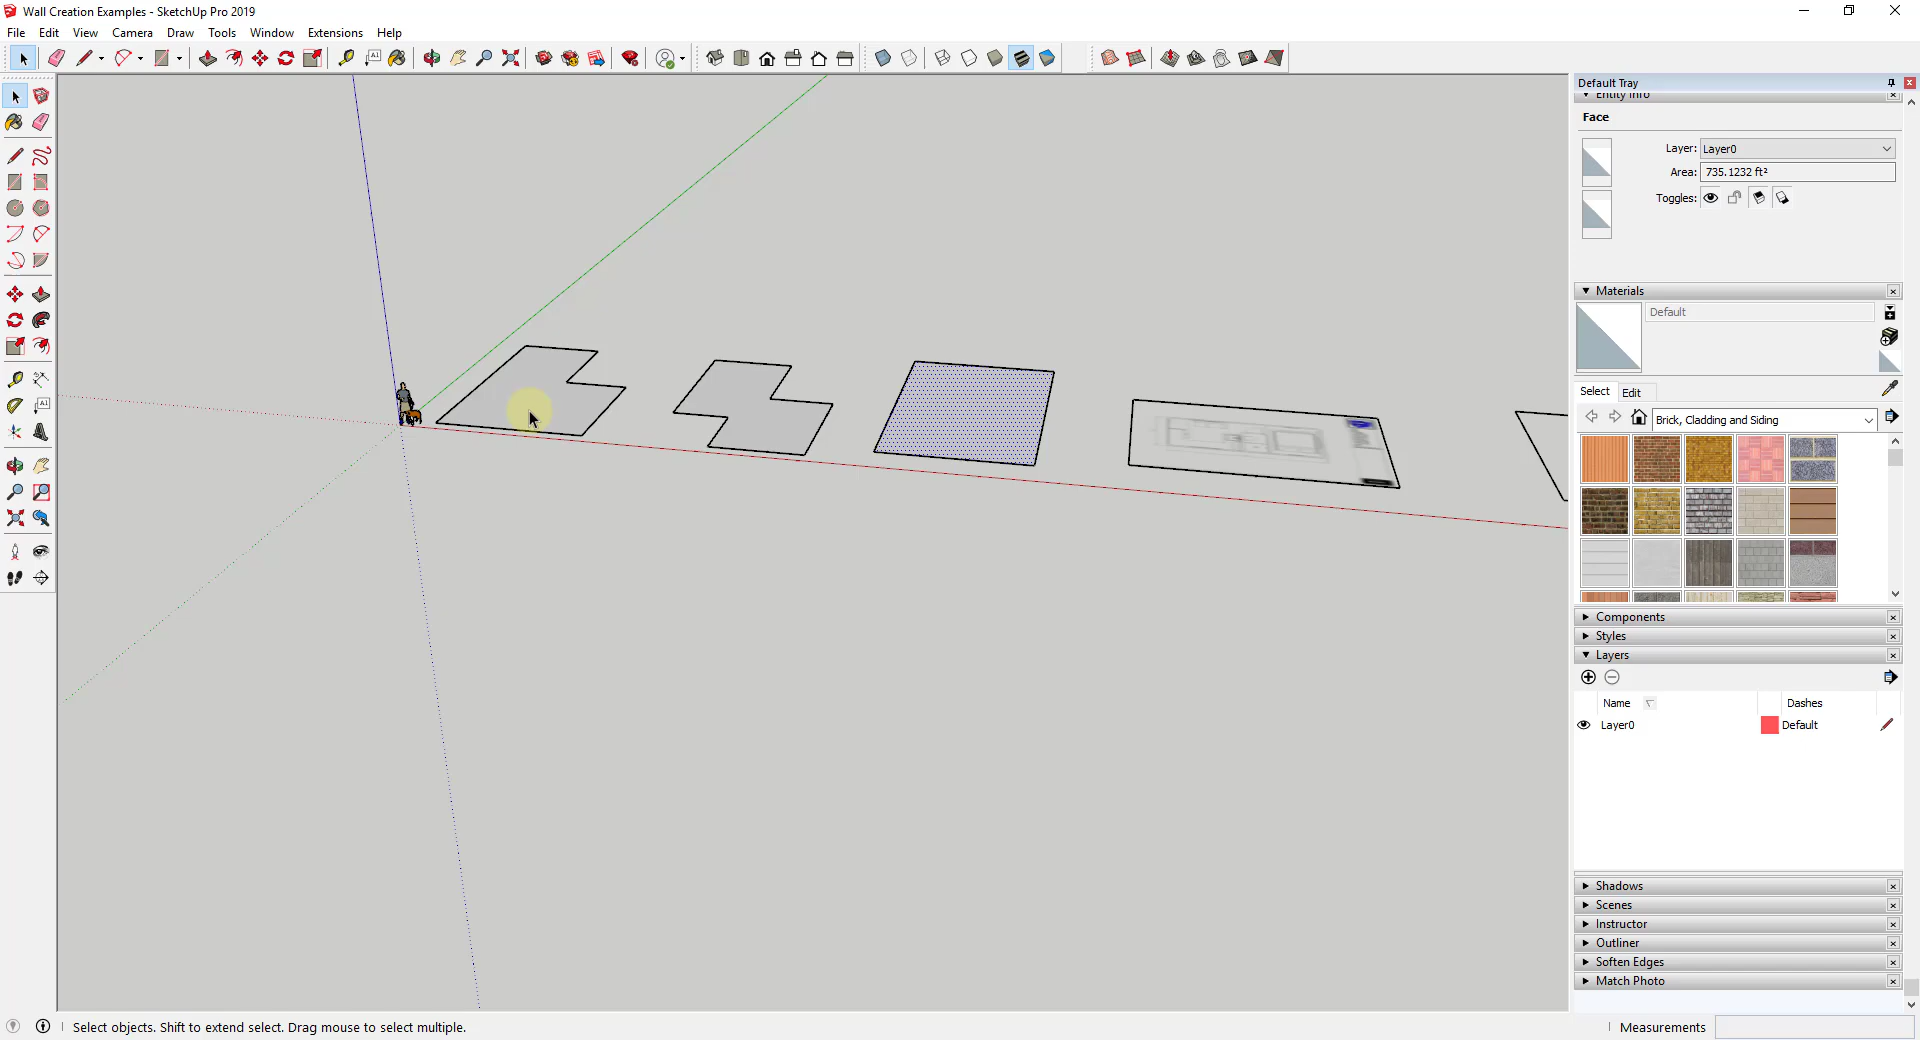 Wall Creation Examples - SketchUp Pro 2019
File Edit View Camera Draw Tools Window Extensions Help
Default Tray
Entity Info
Face
Layer: Layer0
Area: 735.1232 ft²
Toggles:
Materials
Default
Select Edit
Brick, Cladding and Siding
Components
Styles
Layers
Name Dashes
Layer0 Default
Shadows
Scenes
Instructor
Outliner
Soften Edges
Match Photo
Select objects. Shift to extend select. Drag mouse to select multiple.
Measurements